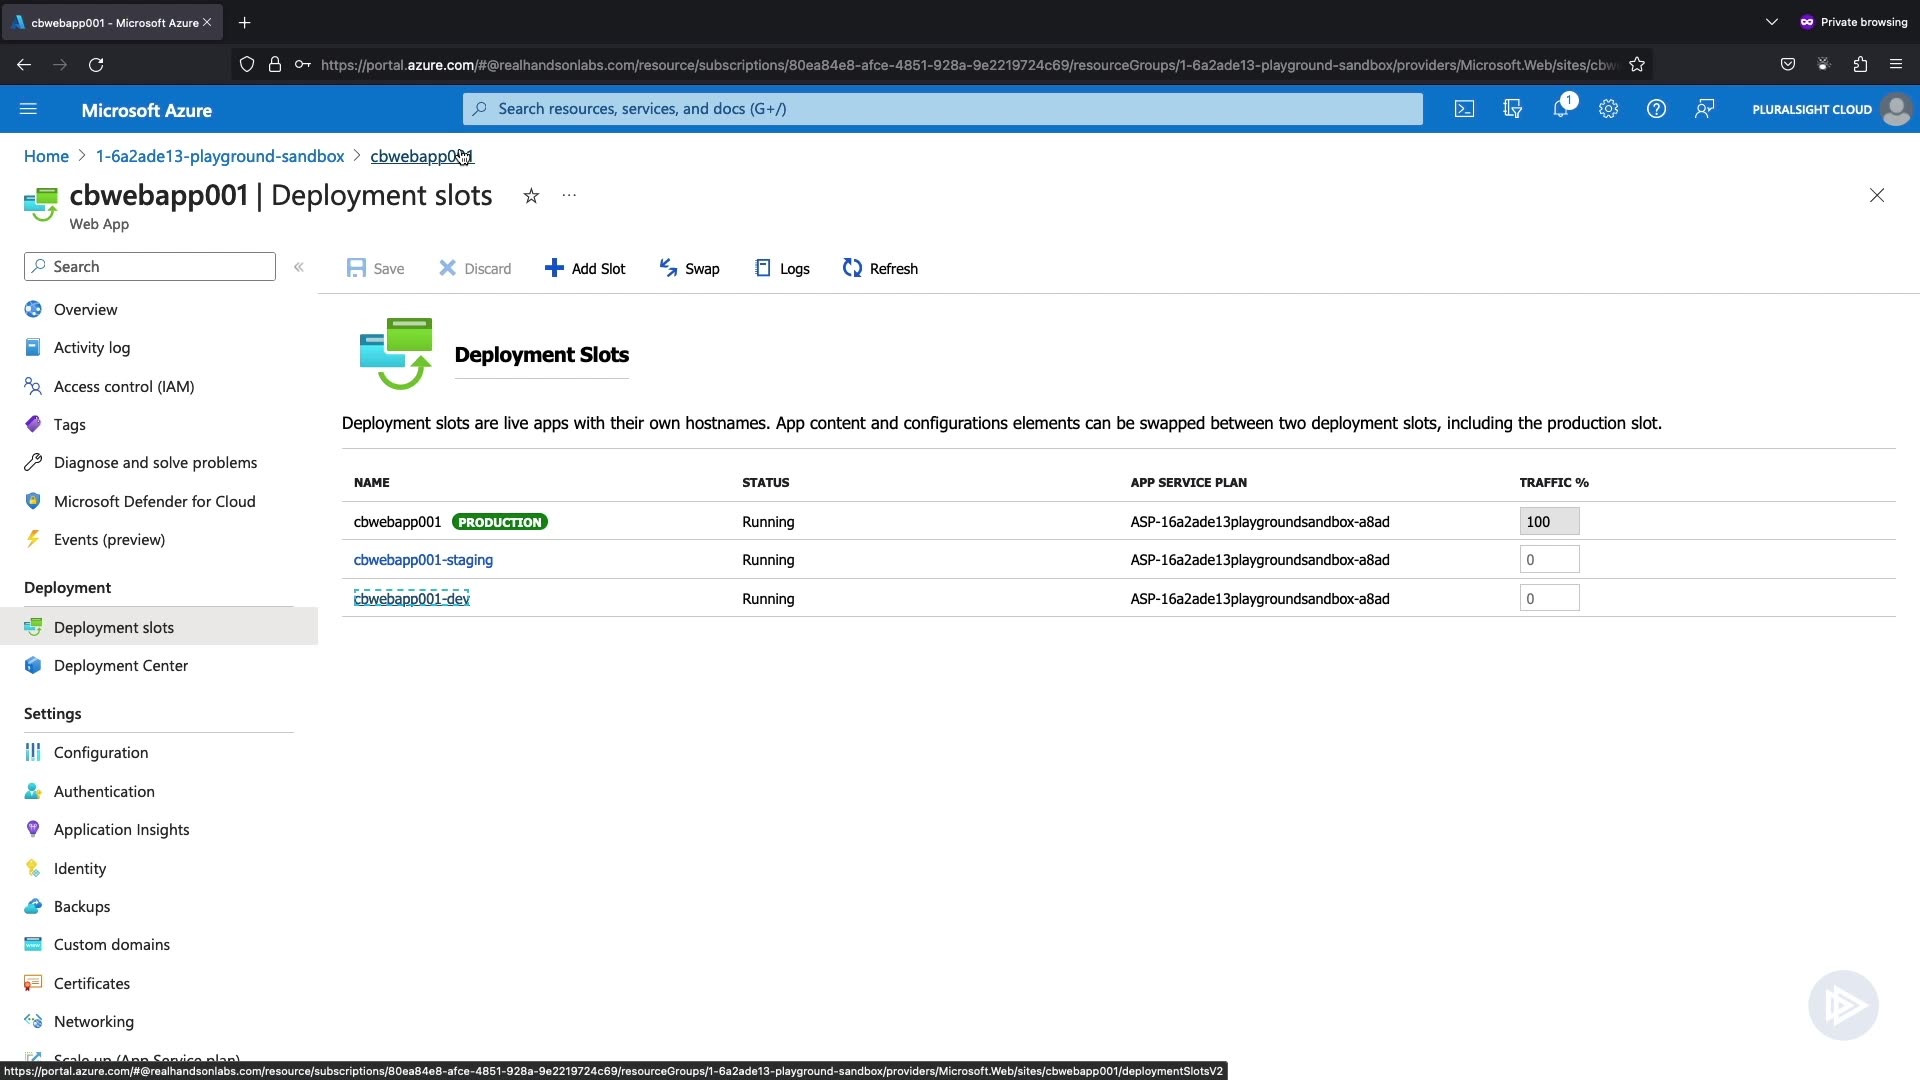 cbwebapp001 - Microsoft Azure
Private browsing
https://portal.azure.com/#@realhandsonlabs.com/resource/subscriptions/80ea84e8-afce-4851-928a-9e2219724c69/resourceGroups/1-6a2ade13-playground-sandbox/providers/Microsoft.Web/sites/cbw
Microsoft Azure
Search resources, services, and docs (G+/)
1
PLURALSIGHT CLOUD
Home > 1-6a2ade13-playground-sandbox > cbwebapp001
cbwebapp001 | Deployment slots
Web App
Search
Save
Discard
Add Slot
Swap
Logs
Refresh
Overview
Activity log
Access control (IAM)
Tags
Diagnose and solve problems
Microsoft Defender for Cloud
Events (preview)
Deployment
Deployment slots
Deployment Center
Settings
Configuration
Authentication
Application Insights
Identity
Backups
Custom domains
Certificates
Networking
Scale up (App Service plan)
Deployment Slots
Deployment slots are live apps with their own hostnames. App content and configurations elements can be swapped between two deployment slots, including the production slot.
NAME STATUS APP SERVICE PLAN TRAFFIC %
cbwebapp001 PRODUCTION Running ASP-16a2ade13playgroundsandbox-a8ad 100
cbwebapp001-staging Running ASP-16a2ade13playgroundsandbox-a8ad 0
cbwebapp001-dev Running ASP-16a2ade13playgroundsandbox-a8ad 0
https://portal.azure.com/#@realhandsonlabs.com/resource/subscriptions/80ea84e8-afce-4851-928a-9e2219724c69/resourceGroups/1-6a2ade13-playground-sandbox/providers/Microsoft.Web/sites/cbwebapp001/deploymentSlotsV2